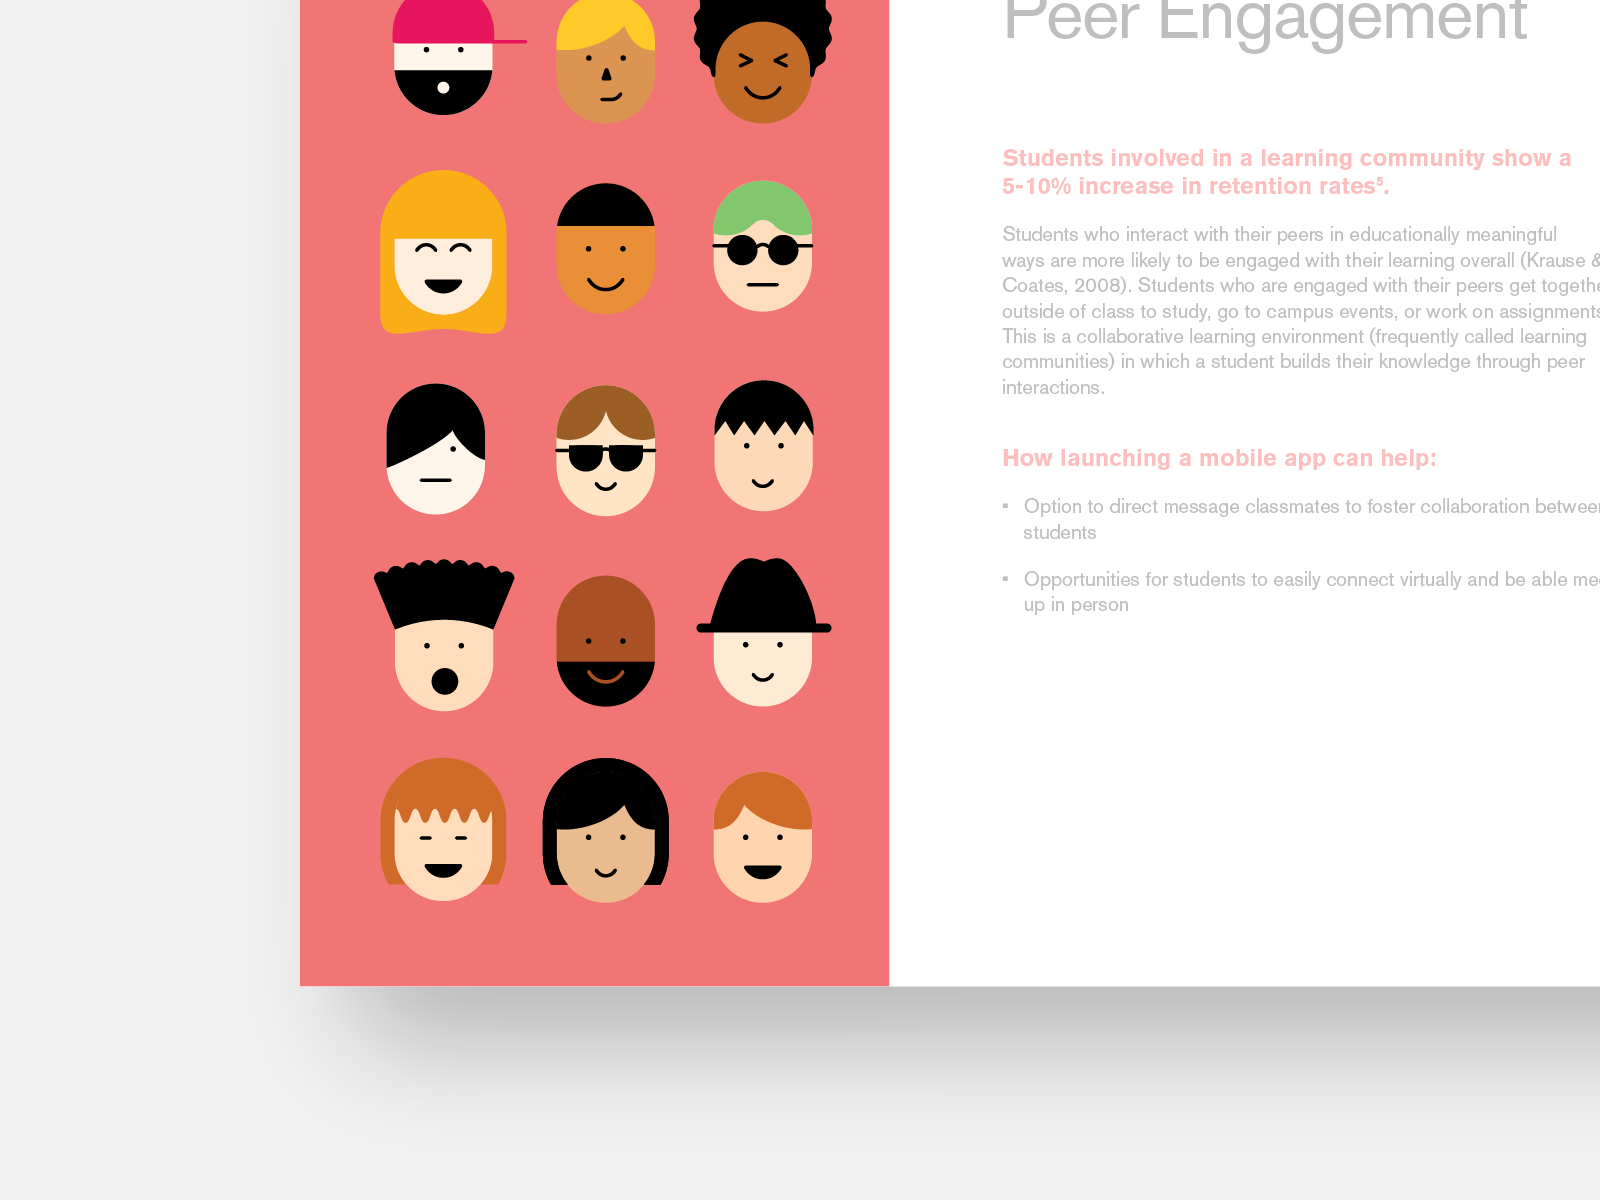 Peer Engagement
Students involved in a learning community show a
5-10% increase in retention rates⁵.
Students who interact with their peers in educationally meaningful
ways are more likely to be engaged with their learning overall (Krause &
Coates, 2008). Students who are engaged with their peers get togethe
outside of class to study, go to campus events, or work on assignments
This is a collaborative learning environment (frequently called learning
communities) in which a student builds their knowledge through peer
interactions.
How launching a mobile app can help:
▪ Option to direct message classmates to foster collaboration between
students
▪ Opportunities for students to easily connect virtually and be able me
up in person